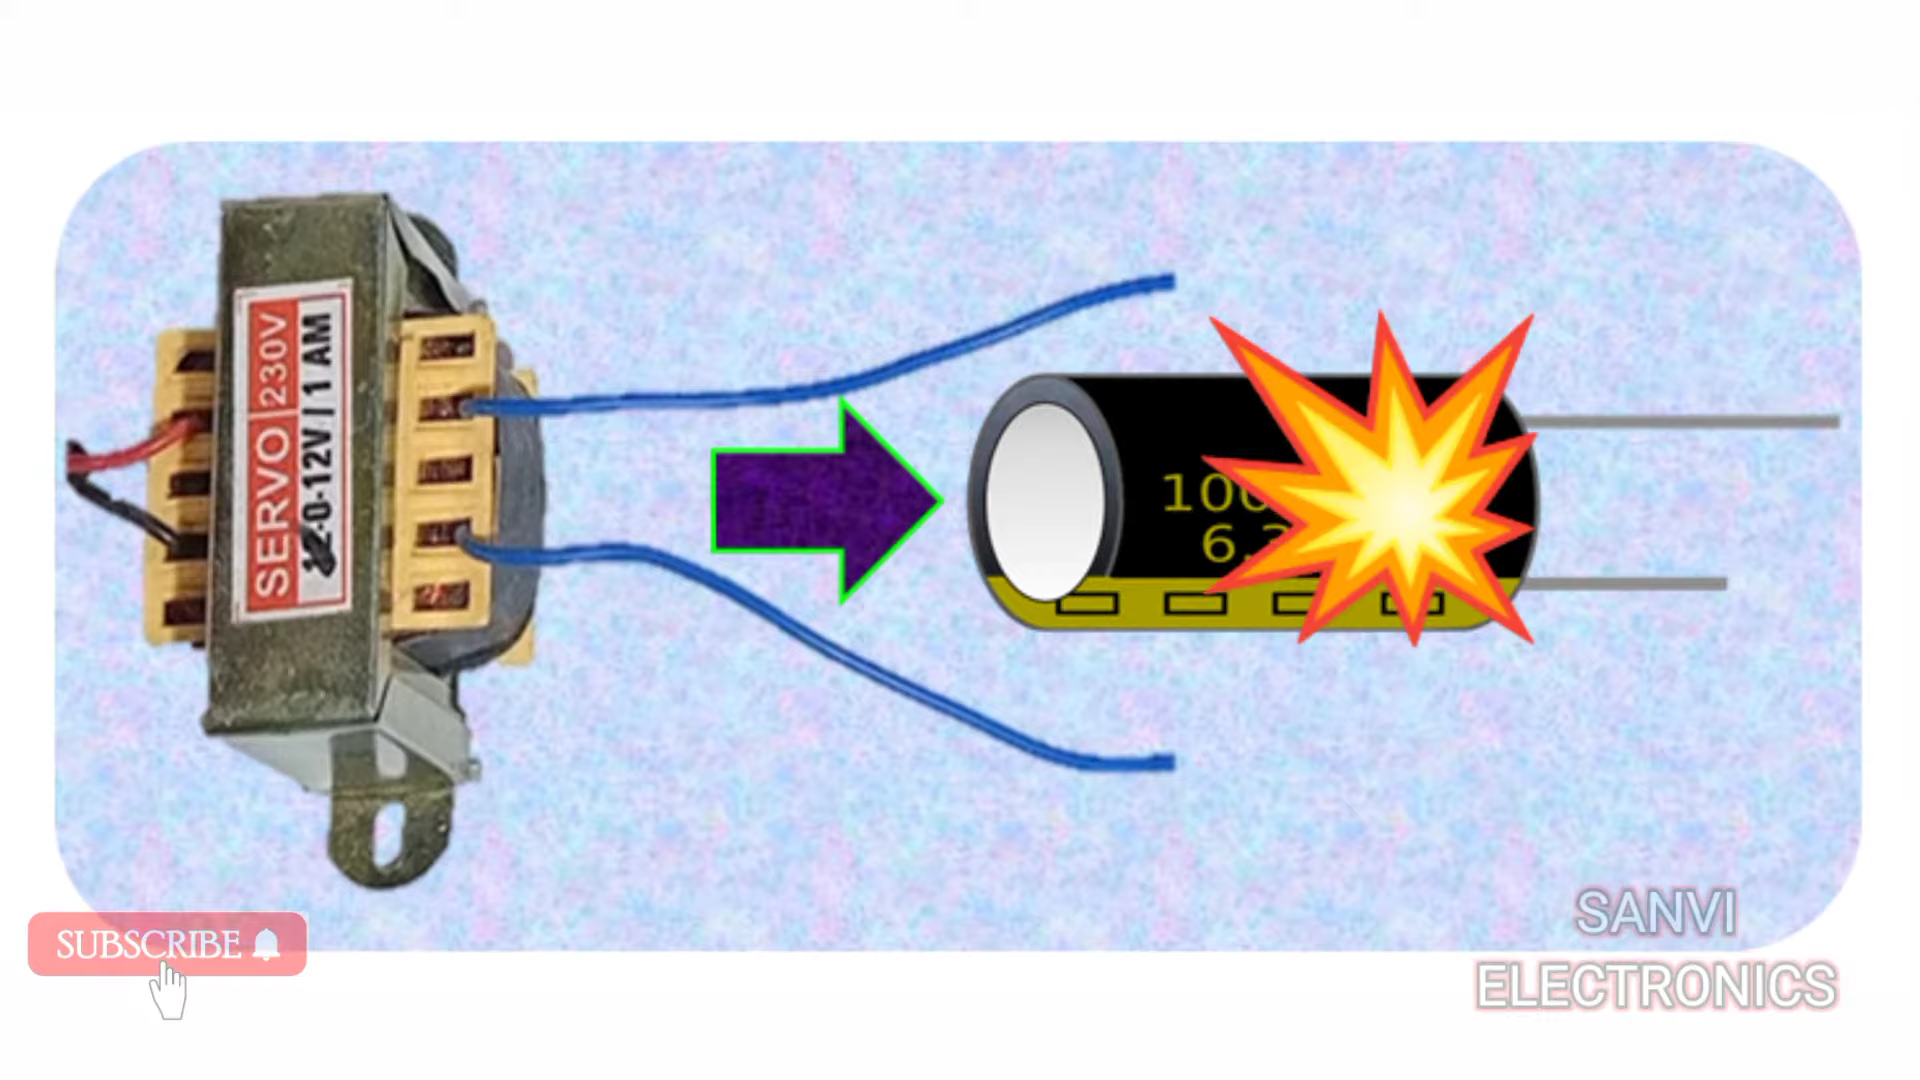 SERVO 230V
12-0-12V / 1 AM
100
6.3
SUBSCRIBE
SANVI
ELECTRONICS